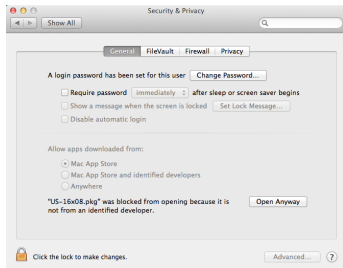 Security & Privacy
Show All
General FileVault Firewall Privacy
A login password has been set for this user Change Password...
Require password immediately after sleep or screen saver begins
Show a message when the screen is locked Set Lock Message...
Disable automatic login
Allow apps downloaded from:
Mac App Store
Mac App Store and identified developers
Anywhere
"US-16x08.pkg" was blocked from opening because it is Open Anyway
not from an identified developer.
Click the lock to make changes. Advanced... ?